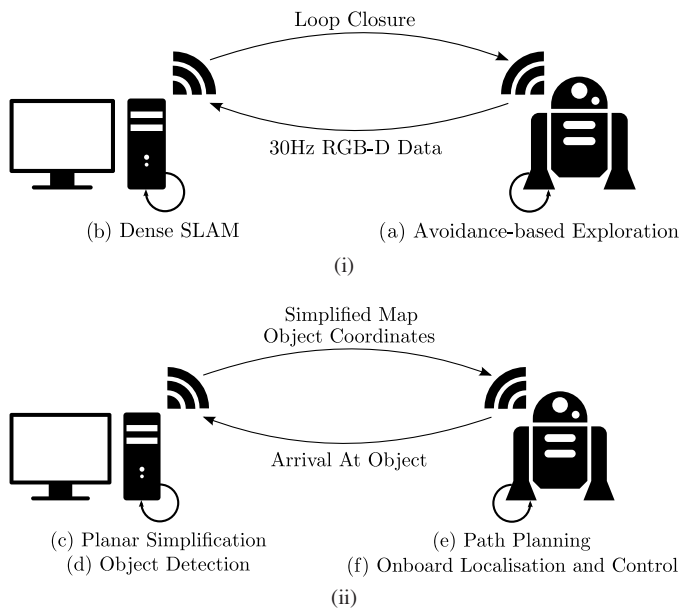 Loop Closure
30Hz RGB-D Data
(b) Dense SLAM
(a) Avoidance-based Exploration
(i)
Simplified Map
Object Coordinates
Arrival At Object
(c) Planar Simplification
(d) Object Detection
(e) Path Planning
(f) Onboard Localisation and Control
(ii)